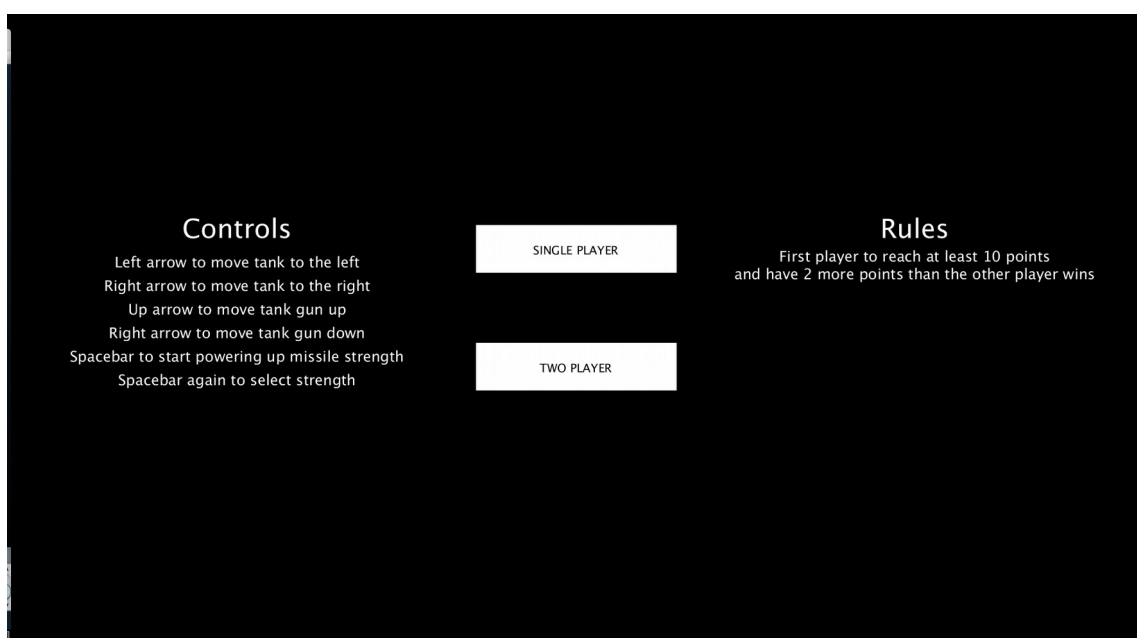 Controls
Left arrow to move tank to the left
Right arrow to move tank to the right
Up arrow to move tank gun up
Right arrow to move tank gun down
Spacebar to start powering up missile strength
Spacebar again to select strength
SINGLE PLAYER
TWO PLAYER
Rules
First player to reach at least 10 points
and have 2 more points than the other player wins